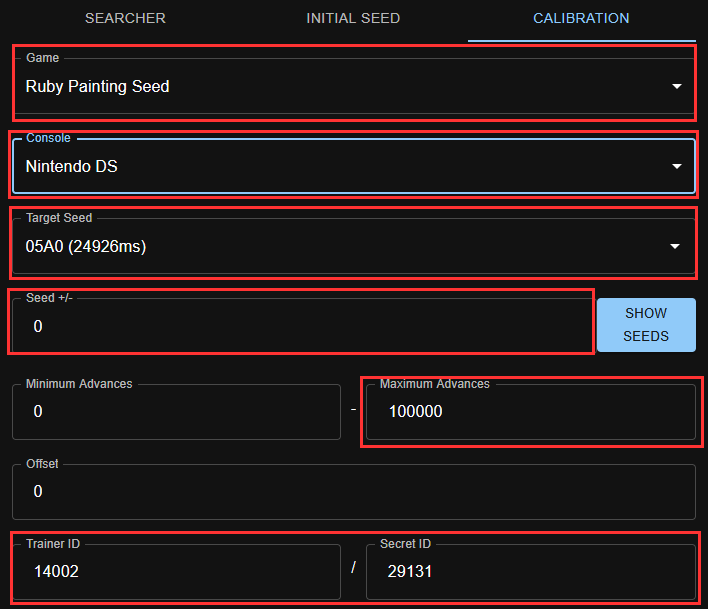 SEARCHER INITIAL SEED CALIBRATION
Game
Ruby Painting Seed
Console
Nintendo DS
Target Seed
05A0 (24926ms)
Seed +/-
0
SHOW
SEEDS
Minimum Advances
0
-
Maximum Advances
100000
Offset
0
Trainer ID
14002
/
Secret ID
29131